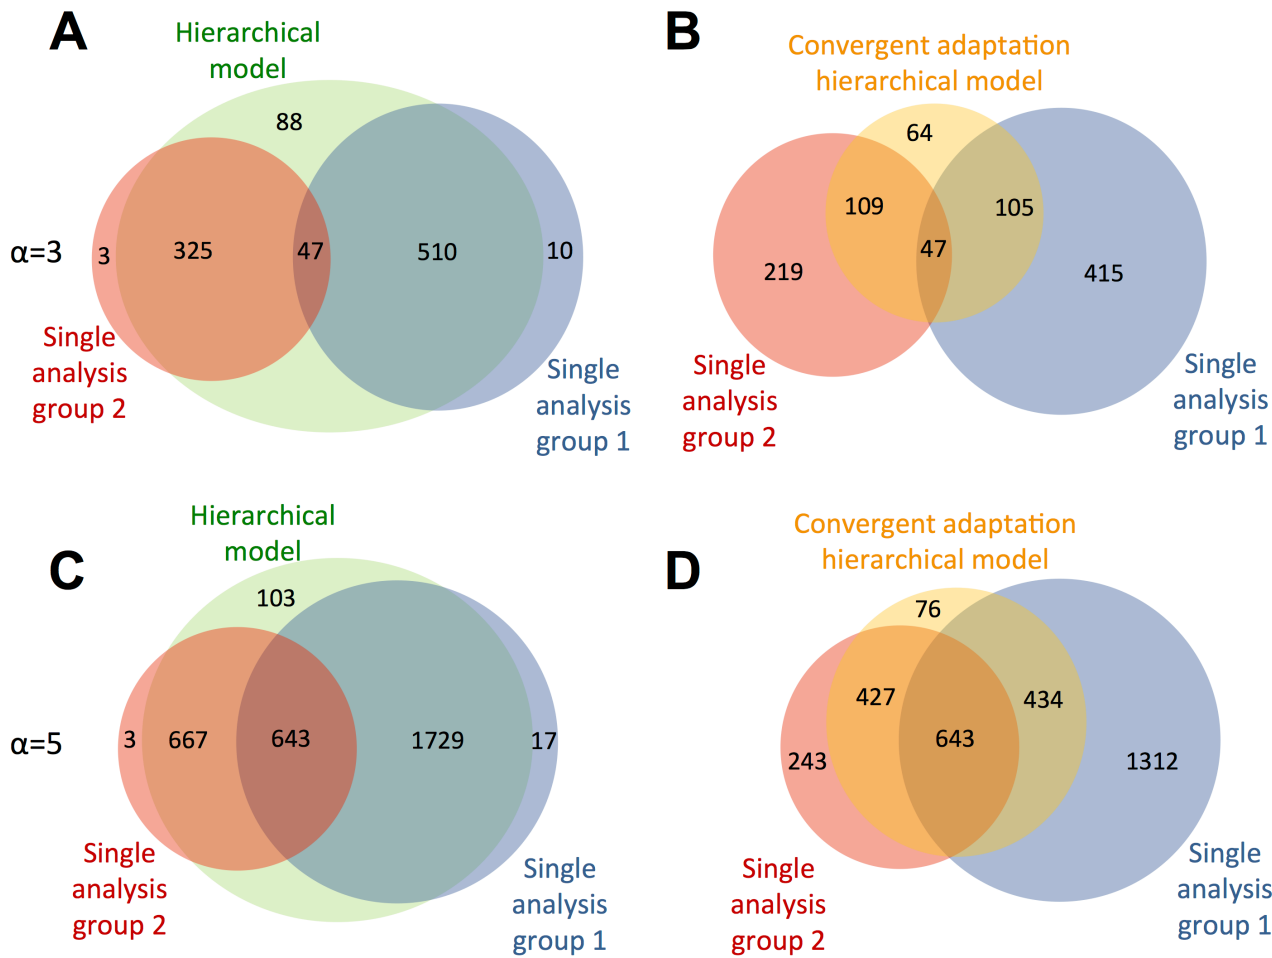 A
Hierarchical
model
88
α=3
3
325
47
510
10
Single
analysis
group 2
Single
analysis
group 1
B
Convergent adaptation
hierarchical model
64
109
105
47
219
415
Single
analysis
group 2
Single
analysis
group 1
C
Hierarchical
model
103
α=5
3
667
643
1729
17
Single
analysis
group 2
Single
analysis
group 1
D
Convergent adaptation
hierarchical model
76
427
434
643
243
1312
Single
analysis
group 2
Single
analysis
group 1